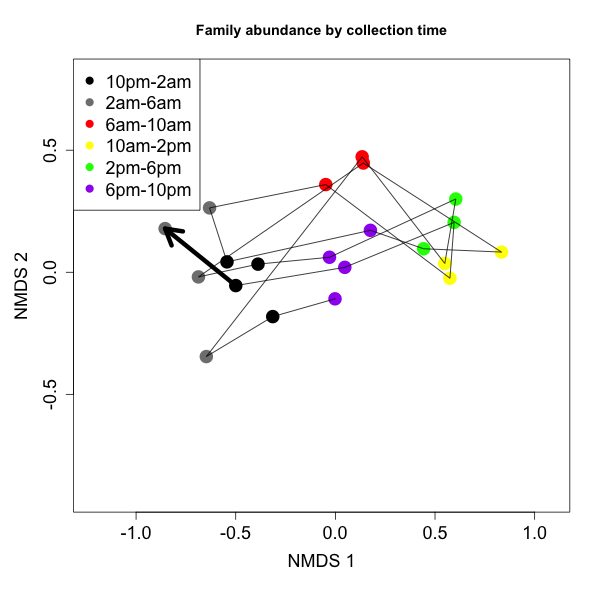 Family abundance by collection time
10pm-2am
2am-6am
6am-10am
10am-2pm
2pm-6pm
6pm-10pm
0.5
0.0
-0.5
NMDS 2
-1.0 -0.5 0.0 0.5 1.0
NMDS 1